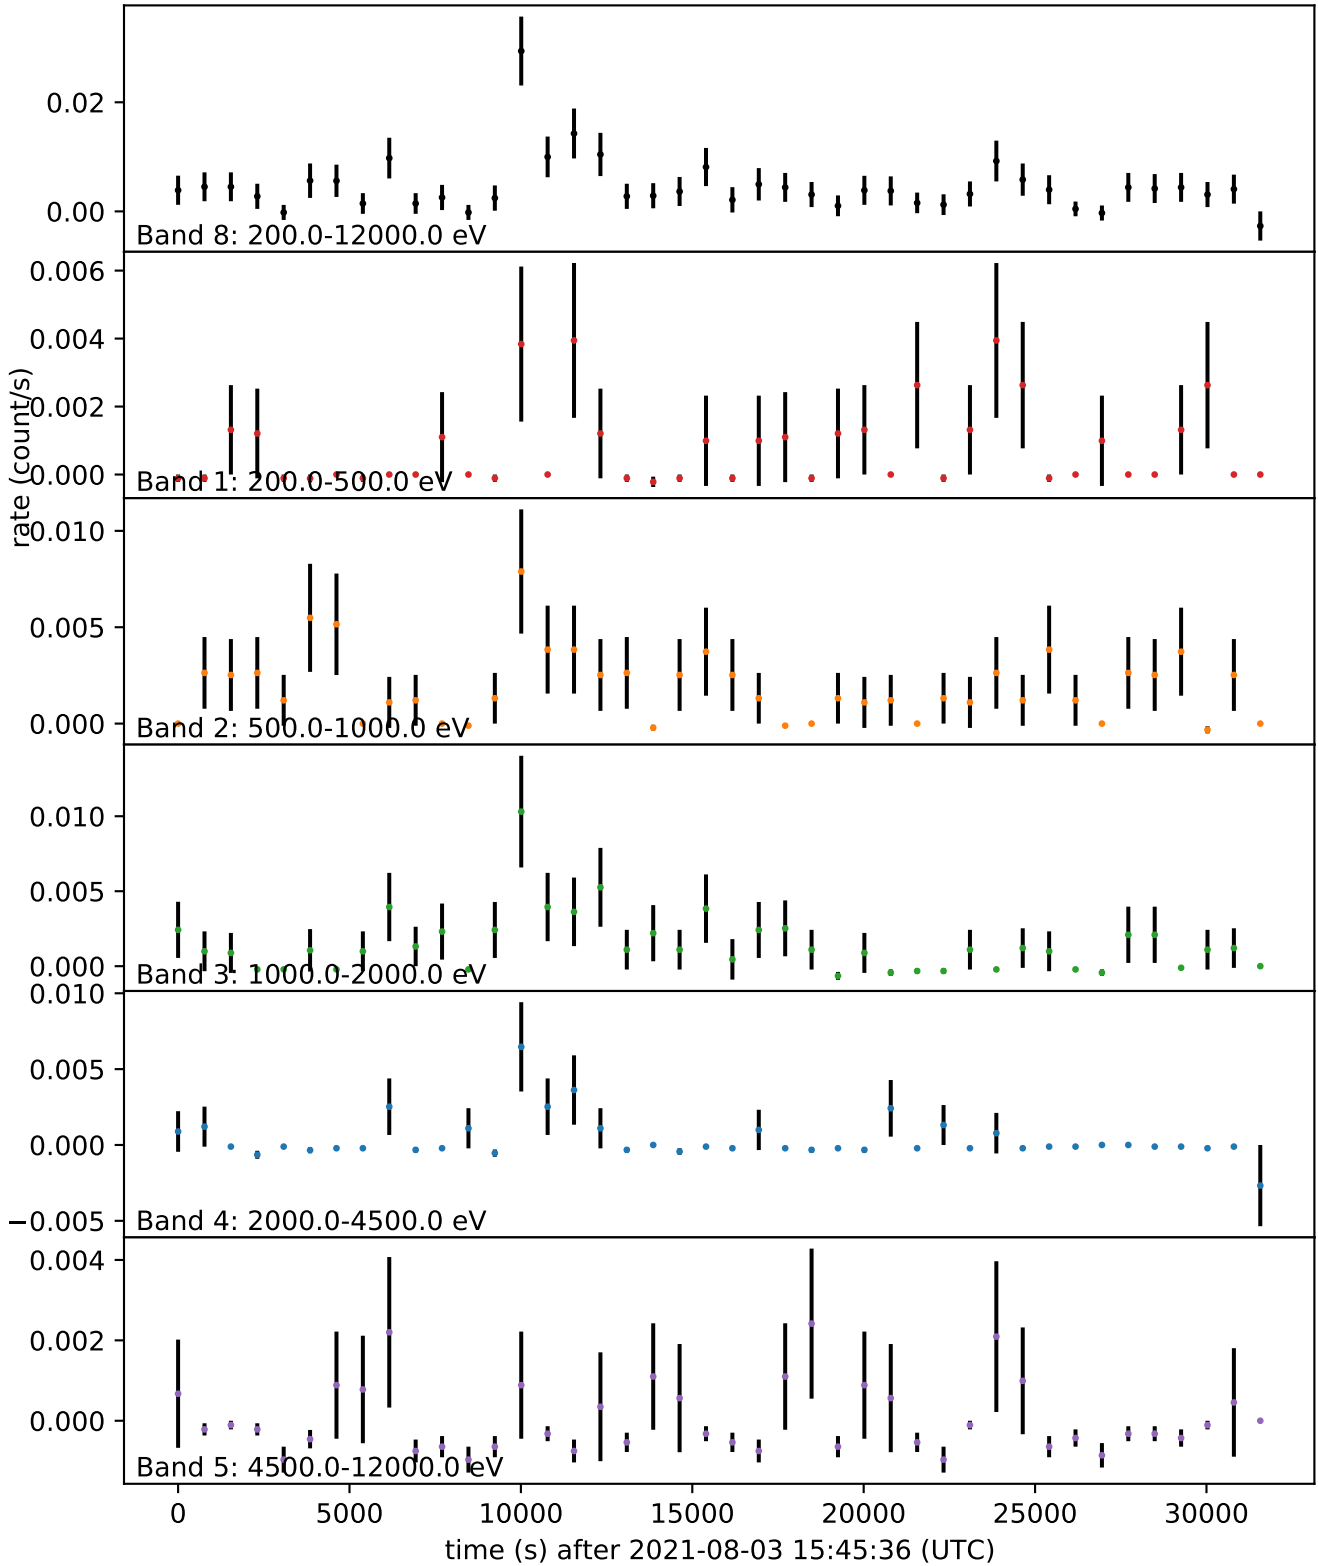 0.02
0.00
Band 8: 200.0-12000.0 eV
0.006
0.004
0.002
0.000
Band 1: 200.0-500.0 eV
rate (count/s)
0.010
0.005
0.000
Band 2: 500.0-1000.0 eV
0.010
0.005
0.000
Band 3: 1000.0-2000.0 eV
0.010
0.005
0.000
−0.005
Band 4: 2000.0-4500.0 eV
0.004
0.002
0.000
Band 5: 4500.0-12000.0 eV
0 5000 10000 15000 20000 25000 30000
time (s) after 2021-08-03 15:45:36 (UTC)